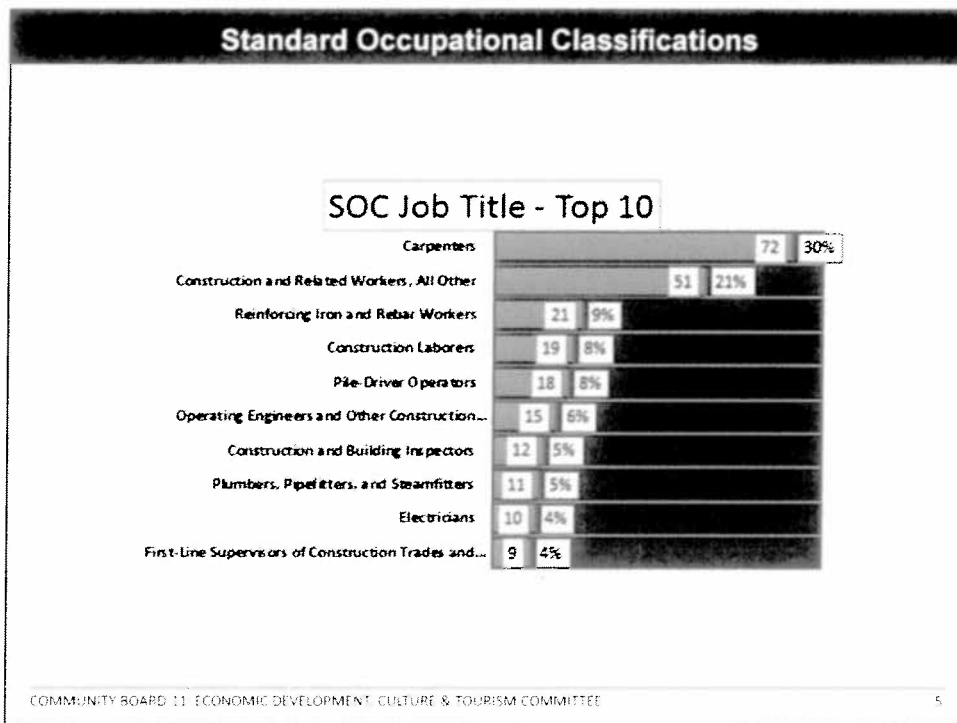 Standard Occupational Classifications
SOC Job Title - Top 10
Carpenters 72 30%
Construction and Related Workers, All Other 51 21%
Reinforcing Iron and Rebar Workers 21 9%
Construction Laborers 19 8%
Pile-Driver Operators 18 8%
Operating Engineers and Other Construction... 15 6%
Construction and Building Inspectors 12 5%
Plumbers, Pipefitters, and Steamfitters 11 5%
Electricians 10 4%
First-Line Supervisors of Construction Trades and... 9 4%
COMMUNITY BOARD 11 ECONOMIC DEVELOPMENT, CULTURE & TOURISM COMMITTEE 5